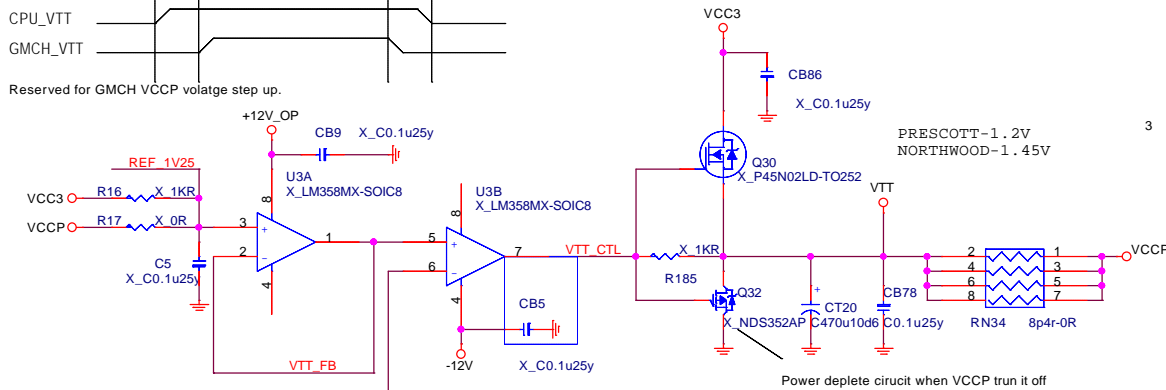 CPU_VTT
GMCH_VTT
Reserved for GMCH VCCP volatge step up.
+12V_OP
CB9
X_C0.1u25y
REF_1V25
VCC3
R16
X_1KR
VCCP
R17
X_0R
C5
X_C0.1u25y
U3A
X_LM358MX-SOIC8
8
3
2
1
4
+
-
VTT_FB
U3B
X_LM358MX-SOIC8
8
5
6
7
4
+
-
-12V
CB5
X_C0.1u25y
VTT_CTL
VCC3
CB86
X_C0.1u25y
Q30
X_P45N02LD-TO252
X_1KR
R185
Q32
X_NDS352AP
+
CT20
C470u10d6
CB78
C0.1u25y
PRESCOTT-1.2V
NORTHWOOD-1.45V
3
VTT
2 1
4 3
6 5
8 7
VCCP
RN34
8p4r-0R
Power deplete cirucit when VCCP trun it off